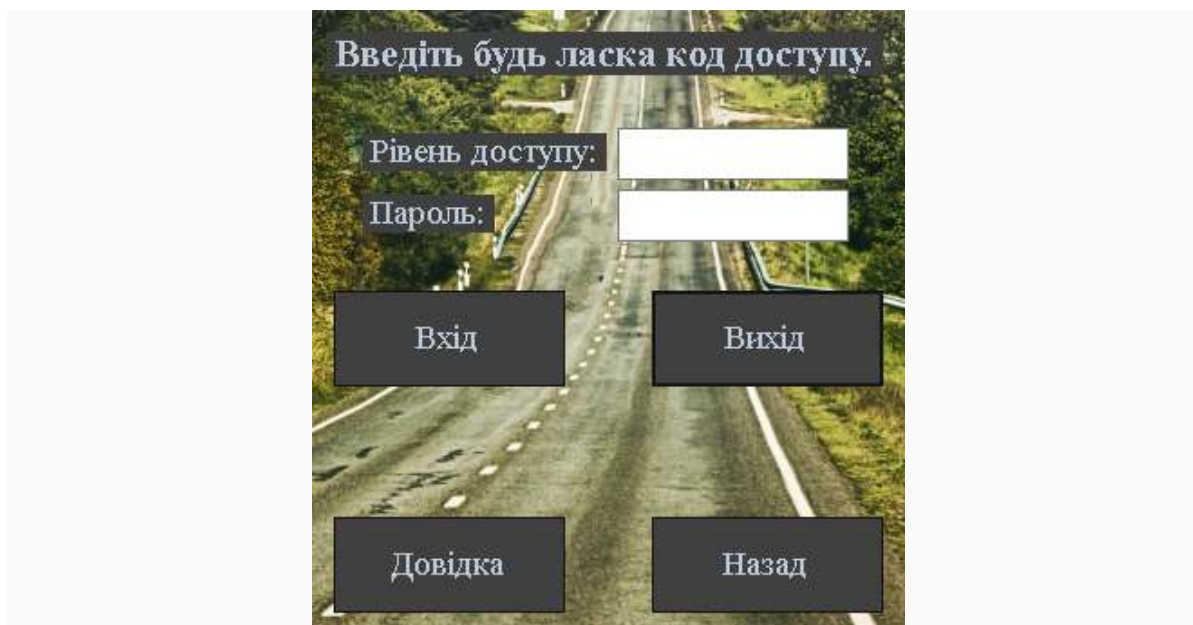 Введіть будь ласка код доступу.
Рівень доступу:
Пароль:
Вхід Вихід
Довідка Назад